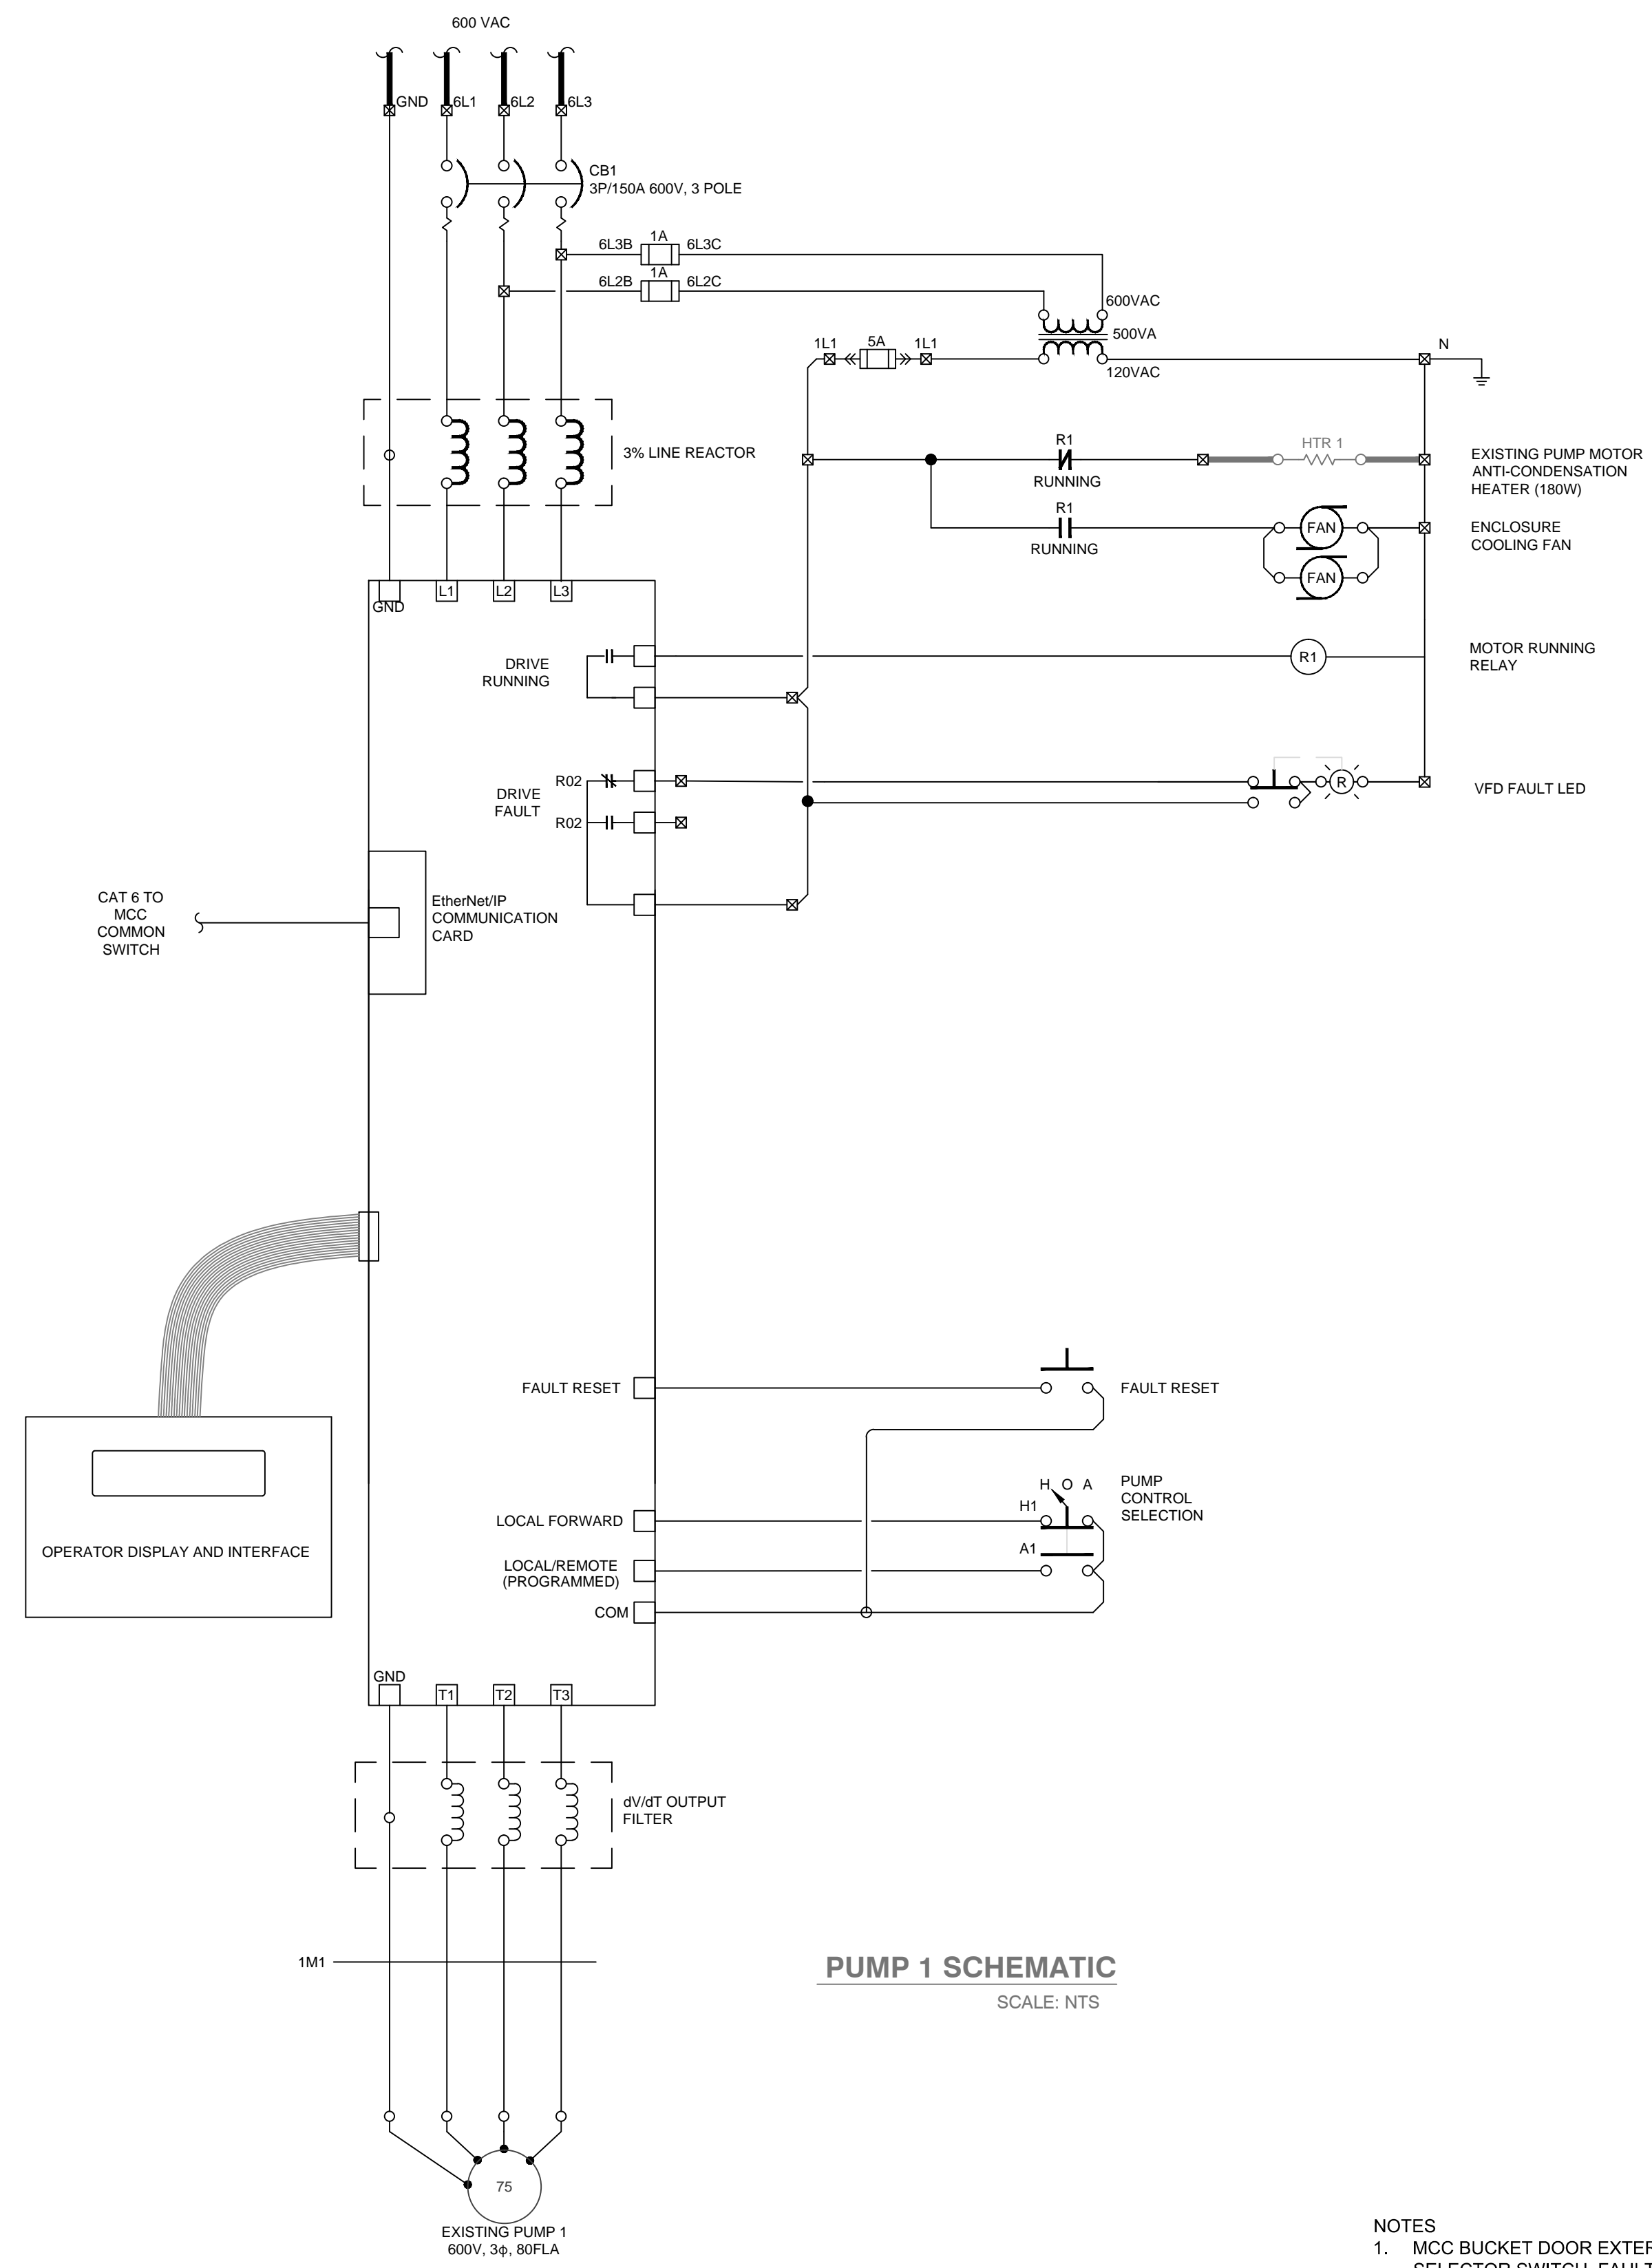 600 VAC
GND
6L1
6L2
6L3
CB1
3P/150A 600V, 3 POLE
6L3B
1A
6L3C
6L2B
1A
6L2C
600VAC
500VA
120VAC
1L1
5A
1L1
N
3% LINE REACTOR
R1
RUNNING
HTR 1
EXISTING PUMP MOTOR
ANTI-CONDENSATION
HEATER (180W)
R1
RUNNING
FAN
FAN
ENCLOSURE
COOLING FAN
GND
L1
L2
L3
DRIVE
RUNNING
R1
MOTOR RUNNING
RELAY
R02
DRIVE
FAULT
R02
R
VFD FAULT LED
CAT 6 TO
MCC
COMMON
SWITCH
EtherNet/IP
COMMUNICATION
CARD
FAULT RESET
FAULT RESET
H O A
PUMP
CONTROL
SELECTION
H1
LOCAL FORWARD
A1
LOCAL/REMOTE
(PROGRAMMED)
COM
OPERATOR DISPLAY AND INTERFACE
GND
T1
T2
T3
dV/dT OUTPUT
FILTER
1M1
PUMP 1 SCHEMATIC
SCALE: NTS
75
EXISTING PUMP 1
600V, 3ϕ, 80FLA
NOTES
1. MCC BUCKET DOOR